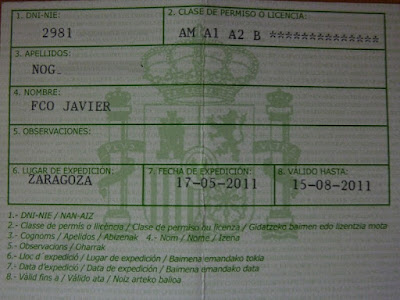 1. DNI-NIE
2981
2. CLASE DE PERMISO O LICENCIA:
AM A1 A2 B **************
3. APELLIDOS:
NOG.
4. NOMBRE:
FCO JAVIER
5. OBSERVACIONES:
6. LUGAR DE EXPEDICIÓN:
ZARAGOZA
7. FECHA DE EXPEDICIÓN:
17-05-2011
8. VÁLIDO HASTA:
15-08-2011
1.- DNI-NIE / NAN-AIZ
2.- Classe de permís o llicència / Clase de permiso ou licenza / Gidatzeko baimen edo lizentzia mota
3.- Cognoms / Apelidos / Abizenak 4.- Nom / Nome / Izena
5.- Observacions / Oharrak
6.- Lloc d'expedició / Lugar de expedición / Baimena emandako tokia
7.- Data d'expedició / Data de expedición / Baimena emandako data
8.- Vàlid fins a / Válido ata / Noiz arteko balioa